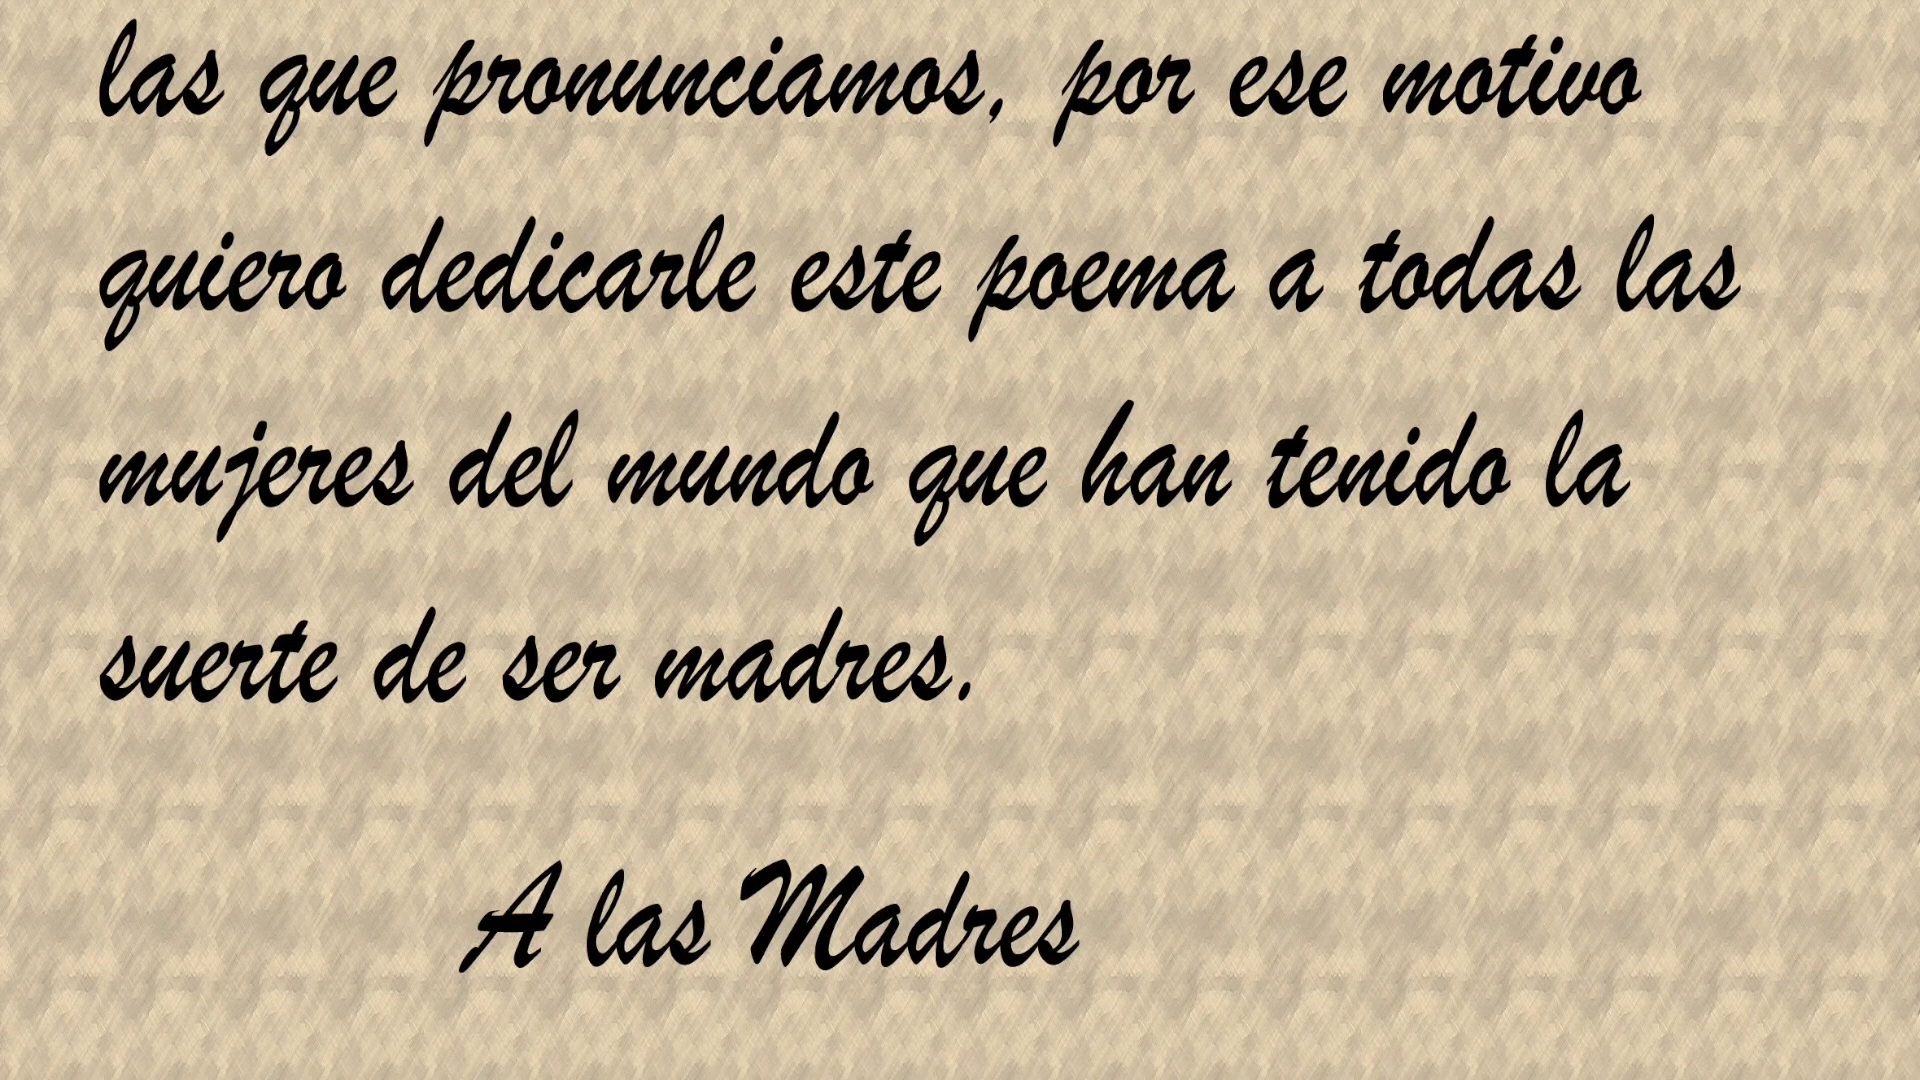 las que pronunciamos, por ese motivo
quiero dedicarle este poema a todas las
mujeres del mundo que han tenido la
suerte de ser madres.
A las Madres